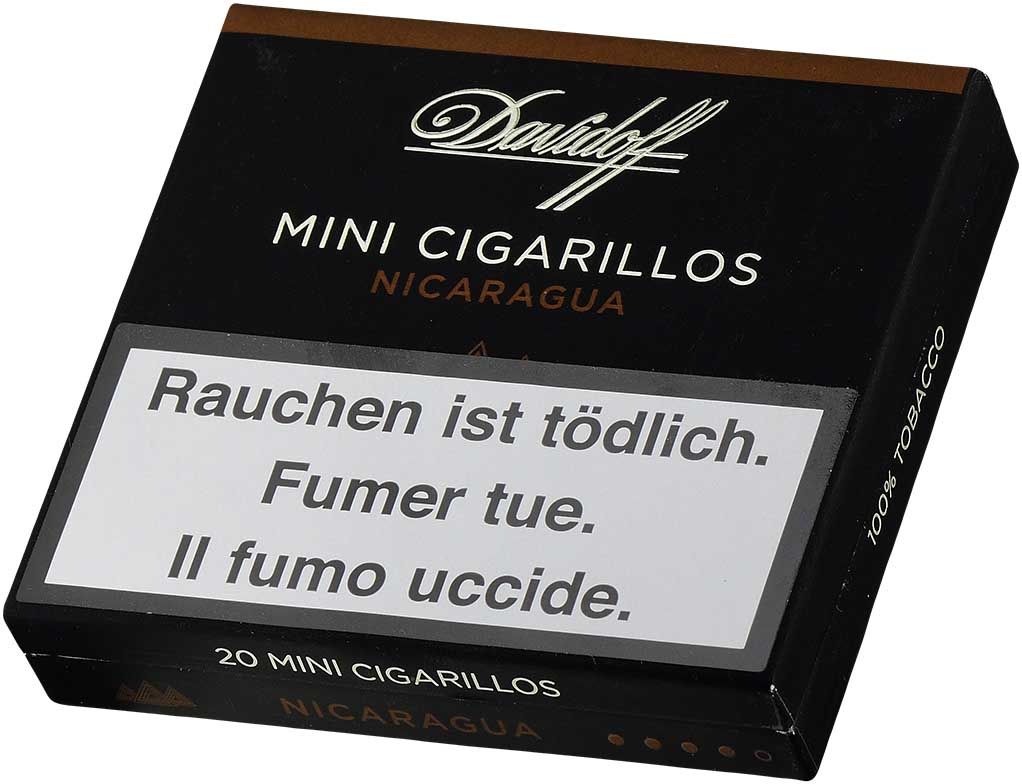 Davidoff
MINI CIGARILLOS
NICARAGUA
Rauchen ist tödlich.
Fumer tue.
Il fumo uccide.
20 MINI CIGARILLOS
NICARAGUA
100% TOBACCO